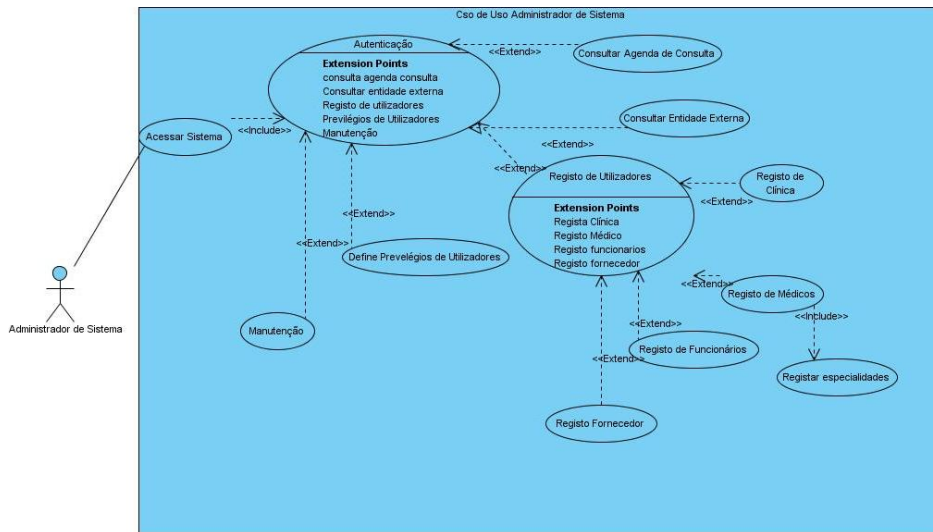 Cso de Uso Administrador de Sistema
Autenticação
Extension Points
consulta agenda consulta
Consultar entidade externa
Registo de utilizadores
Previlégios de Utilizadores
Manutenção
<<Extend>>
Consultar Agenda de Consulta
Acessar Sistema
<<Include>>
Consultar Entidade Externa
<<Extend>>
<<Extend>>
Registo de Utilizadores
Extension Points
Regista Clínica
Registo Médico
Registo funcionarios
Registo fornecedor
<<Extend>>
Registo de
Clínica
<<Extend>>
Define Prevelégios de Utilizadores
<<Extend>>
Manutenção
Administrador de Sistema
<<Extend>>
Registo de Médicos
<<Include>>
<<Extend>>
Registo de Funcionários
<<Extend>>
Registar especialidades
Registo Fornecedor